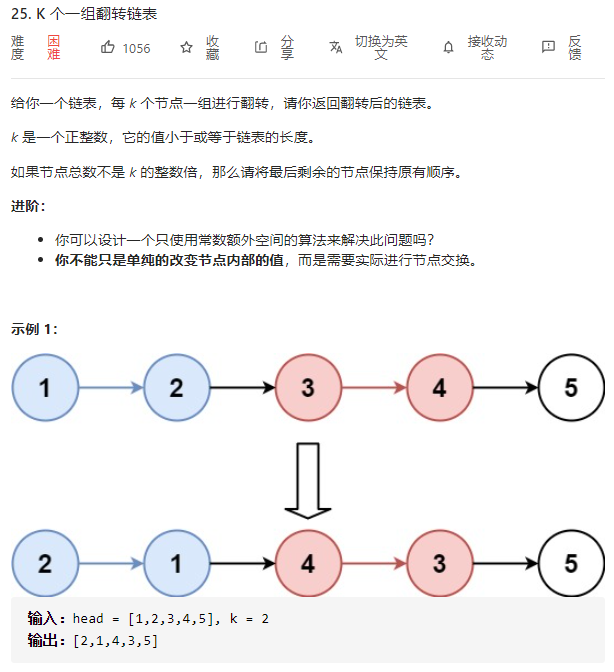 25. K 个一组翻转链表
难度 困难 1056 收藏 分享 切换为英文 接收动态 反馈
给你一个链表，每 k 个节点一组进行翻转，请你返回翻转后的链表。
k 是一个正整数，它的值小于或等于链表的长度。
如果节点总数不是 k 的整数倍，那么请将最后剩余的节点保持原有顺序。
进阶：
你可以设计一个只使用常数额外空间的算法来解决此问题吗？
你不能只是单纯的改变节点内部的值，而是需要实际进行节点交换。
示例 1：
1 2 3 4 5
2 1 4 3 5
输入：head = [1,2,3,4,5], k = 2
输出：[2,1,4,3,5]